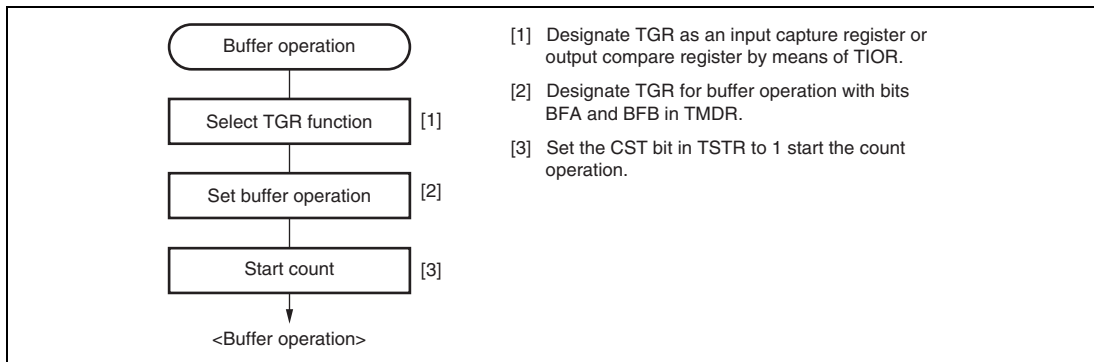 Buffer operation
Select TGR function
[1]
Set buffer operation
[2]
Start count
[3]
<Buffer operation>
[1] Designate TGR as an input capture register or
output compare register by means of TIOR.
[2] Designate TGR for buffer operation with bits
BFA and BFB in TMDR.
[3] Set the CST bit in TSTR to 1 start the count
operation.